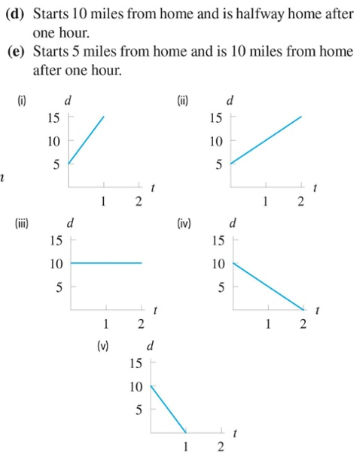 (d) Starts 10 miles from home and is halfway home after
one hour.
(e) Starts 5 miles from home and is 10 miles from home
after one hour.
(i) d
15
10
5
t
1 2
(ii) d
15
10
5
t
1 2
(iii) d
15
10
5
t
1 2
(iv) d
15
10
5
t
1 2
(v) d
15
10
5
t
1 2